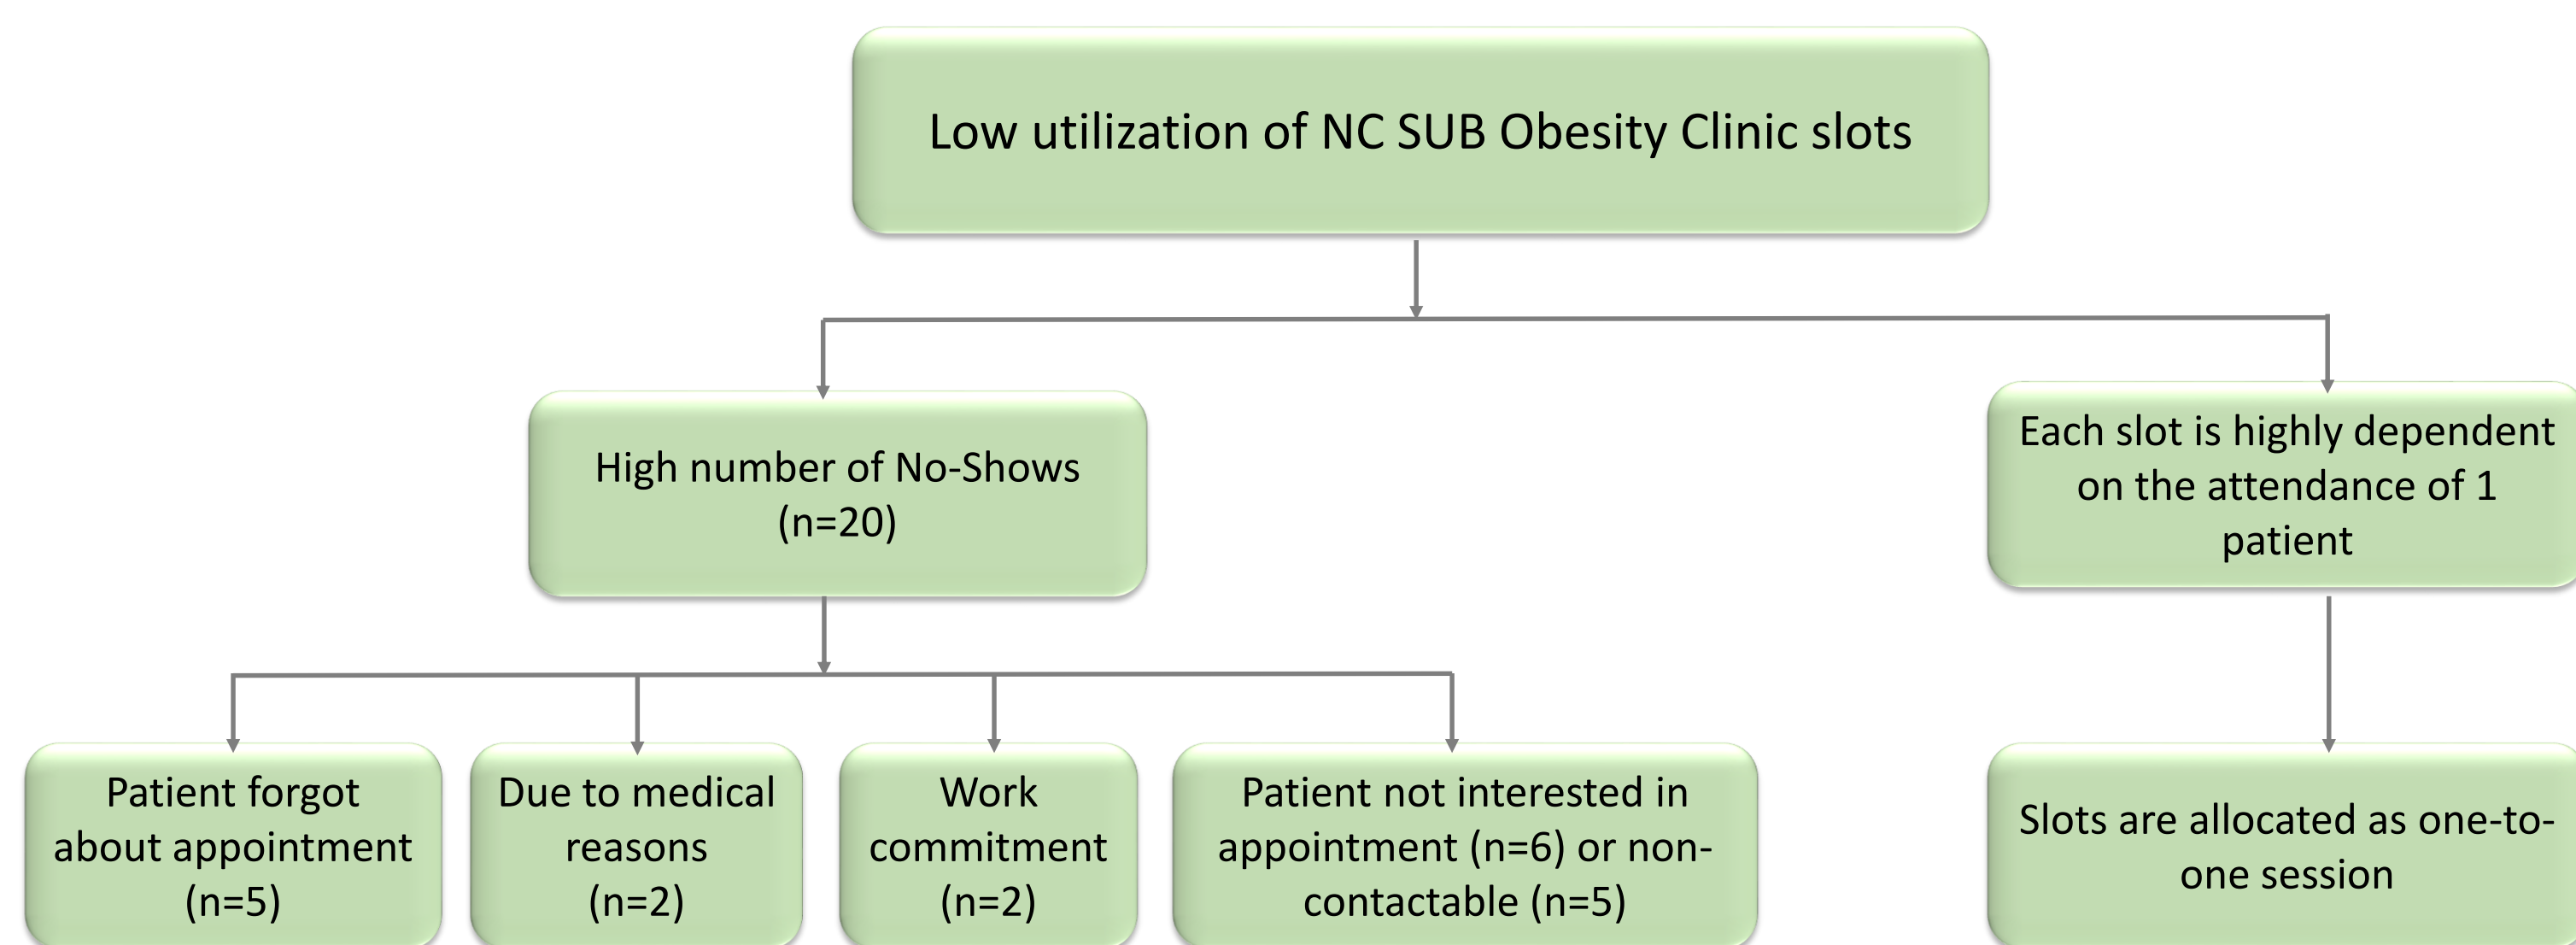 Low utilization of NC SUB Obesity Clinic slots
High number of No-Shows
(n=20)
Each slot is highly dependent
on the attendance of 1
patient
Patient forgot
about appointment
(n=5)
Due to medical
reasons
(n=2)
Work
commitment
(n=2)
Patient not interested in
appointment (n=6) or non-
contactable (n=5)
Slots are allocated as one-to-
one session